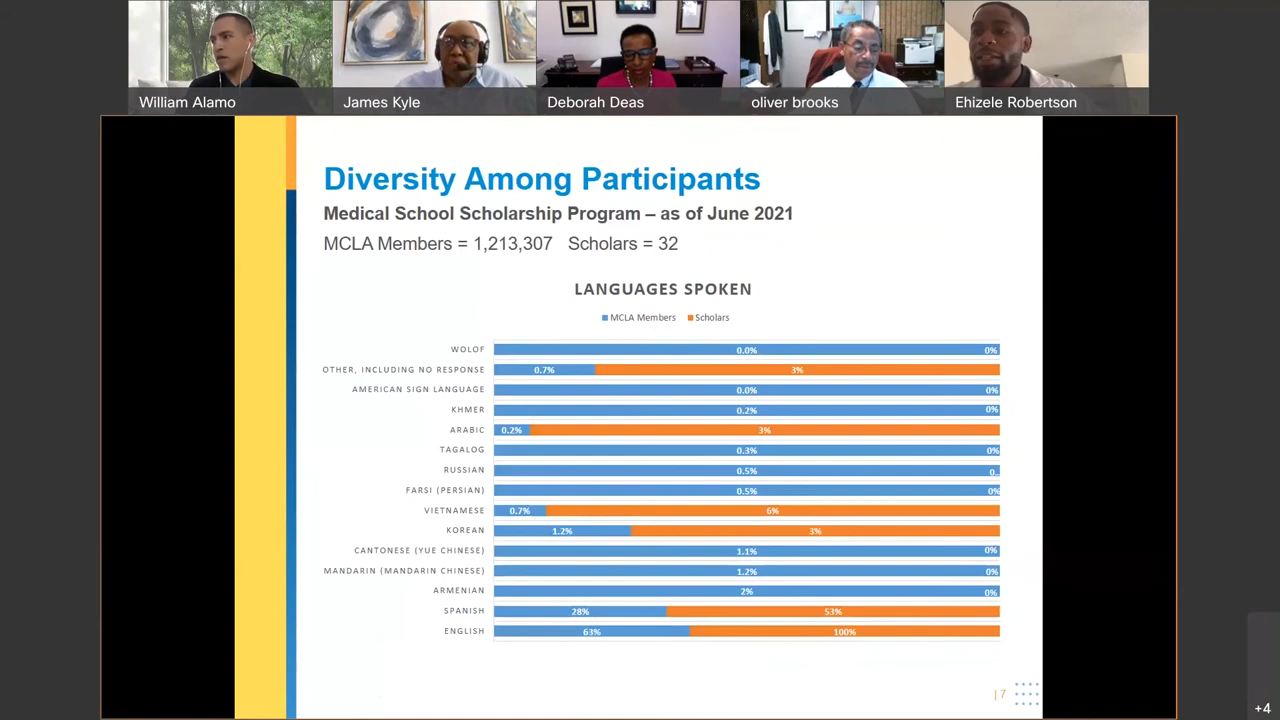 William Alamo
James Kyle
Deborah Deas
oliver brooks
Ehizele Robertson
Diversity Among Participants
Medical School Scholarship Program – as of June 2021
MCLA Members = 1,213,307 Scholars = 32
LANGUAGES SPOKEN
MCLA Members Scholars
WOLOF 0.0% 0%
OTHER, INCLUDING NO RESPONSE 0.7% 3%
AMERICAN SIGN LANGUAGE 0.0% 0%
KHMER 0.2% 0%
ARABIC 0.2% 3%
TAGALOG 0.3% 0%
RUSSIAN 0.5% 0..
FARSI (PERSIAN) 0.5% 0%
VIETNAMESE 0.7% 6%
KOREAN 1.2% 3%
CANTONESE (YUE CHINESE) 1.1% 0%
MANDARIN (MANDARIN CHINESE) 1.2% 0%
ARMENIAN 2% 0%
SPANISH 28% 53%
ENGLISH 63% 100%
| 7
+4